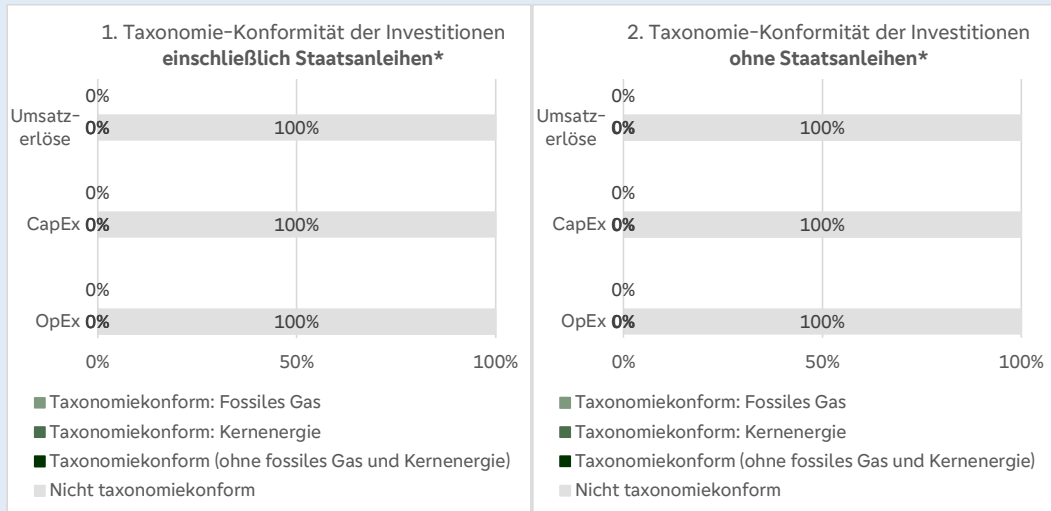 1. Taxonomie-Konformität der Investitionen
einschließlich Staatsanleihen*
0%
Umsatz-
erlöse
0%
100%
0%
CapEx 0%
100%
0%
OpEx 0%
100%
0%
50%
100%
Taxonomiekonform: Fossiles Gas
Taxonomiekonform: Kernenergie
Taxonomiekonform (ohne fossiles Gas und Kernenergie)
Nicht taxonomiekonform
2. Taxonomie-Konformität der Investitionen
ohne Staatsanleihen*
0%
Umsatz-
erlöse
0%
100%
0%
CapEx 0%
100%
0%
OpEx 0%
100%
0%
50%
100%
Taxonomiekonform: Fossiles Gas
Taxonomiekonform: Kernenergie
Taxonomiekonform (ohne fossiles Gas und Kernenergie)
Nicht taxonomiekonform